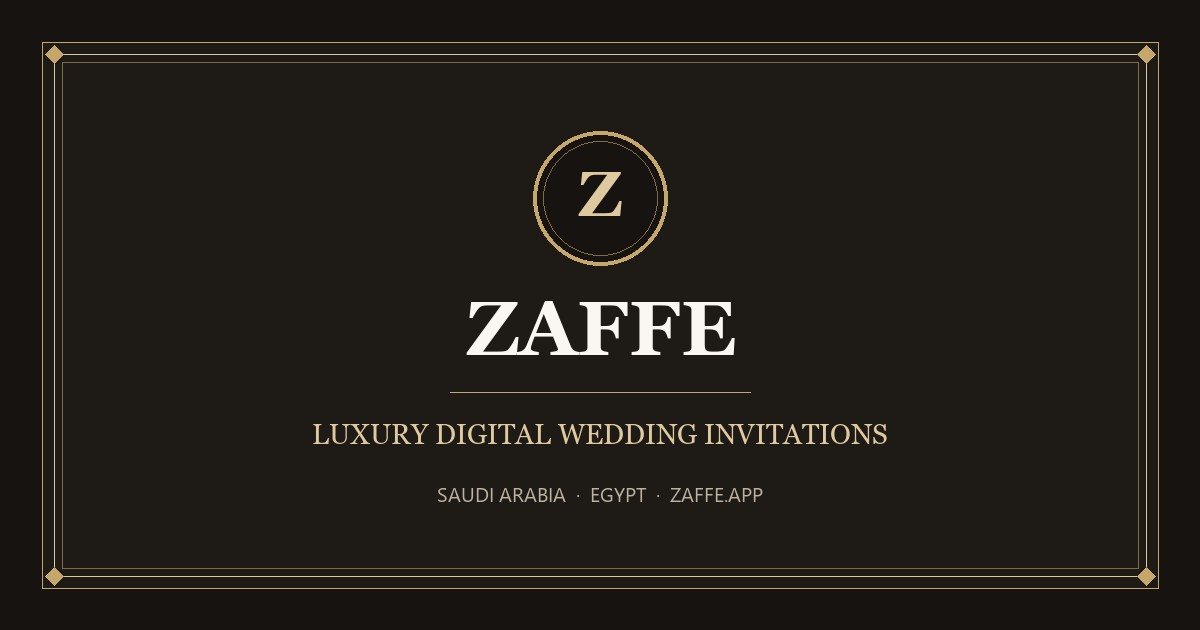 Z
ZAFFE
LUXURY DIGITAL WEDDING INVITATIONS
SAUDI ARABIA · EGYPT · ZAFFE.APP